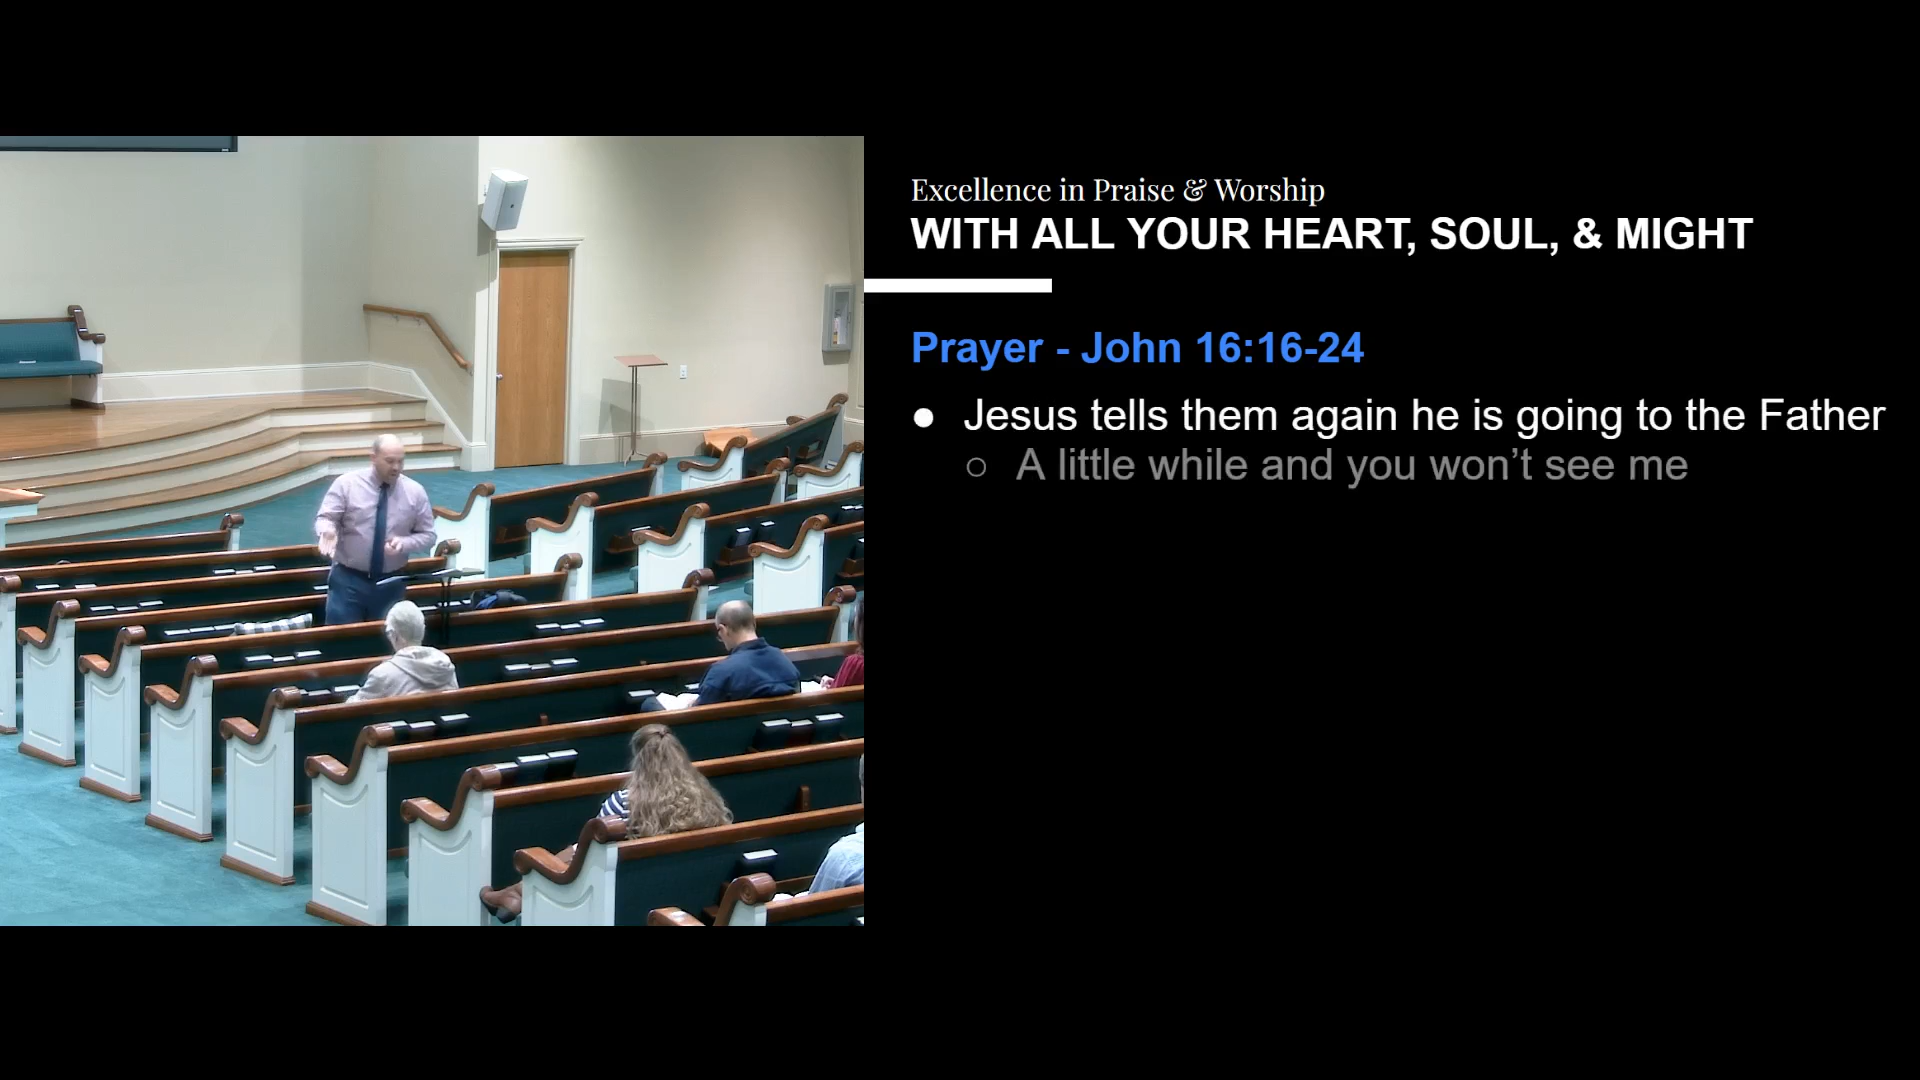 Excellence in Praise & Worship
WITH ALL YOUR HEART, SOUL, & MIGHT
Prayer - John 16:16-24
● Jesus tells them again he is going to the Father
○ A little while and you won’t see me